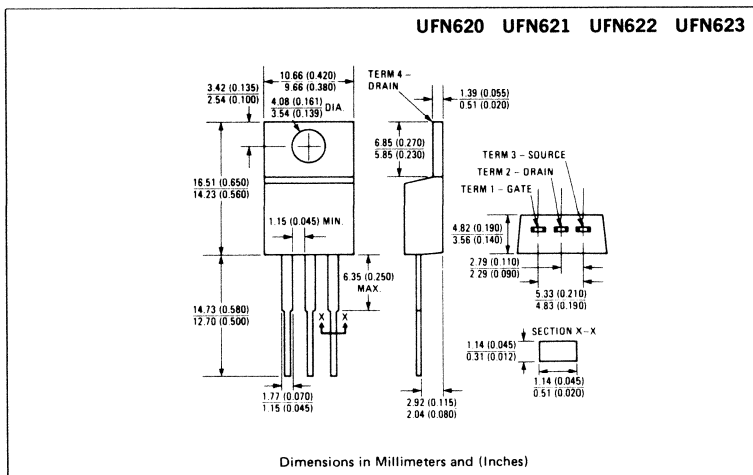 UFN620 UFN621 UFN622 UFN623
10.66 (0.420)
9.66 (0.380)
3.42 (0.135)
2.54 (0.100)
4.08 (0.161)
3.54 (0.139)
DIA.
TERM 4 -
DRAIN
1.39 (0.055)
0.51 (0.020)
6.85 (0.270)
5.85 (0.230)
TERM 3 - SOURCE
TERM 2 - DRAIN
TERM 1 - GATE
16.51 (0.650)
14.23 (0.560)
1.15 (0.045) MIN.
4.82 (0.190)
3.56 (0.140)
6.35 (0.250)
MAX.
2.79 (0.110)
2.29 (0.090)
5.33 (0.210)
4.83 (0.190)
14.73 (0.580)
12.70 (0.500)
X X
SECTION X-X
1.14 (0.045)
0.31 (0.012)
1.14 (0.045)
0.51 (0.020)
1.77 (0.070)
1.15 (0.045)
2.92 (0.115)
2.04 (0.080)
Dimensions in Millimeters and (Inches)